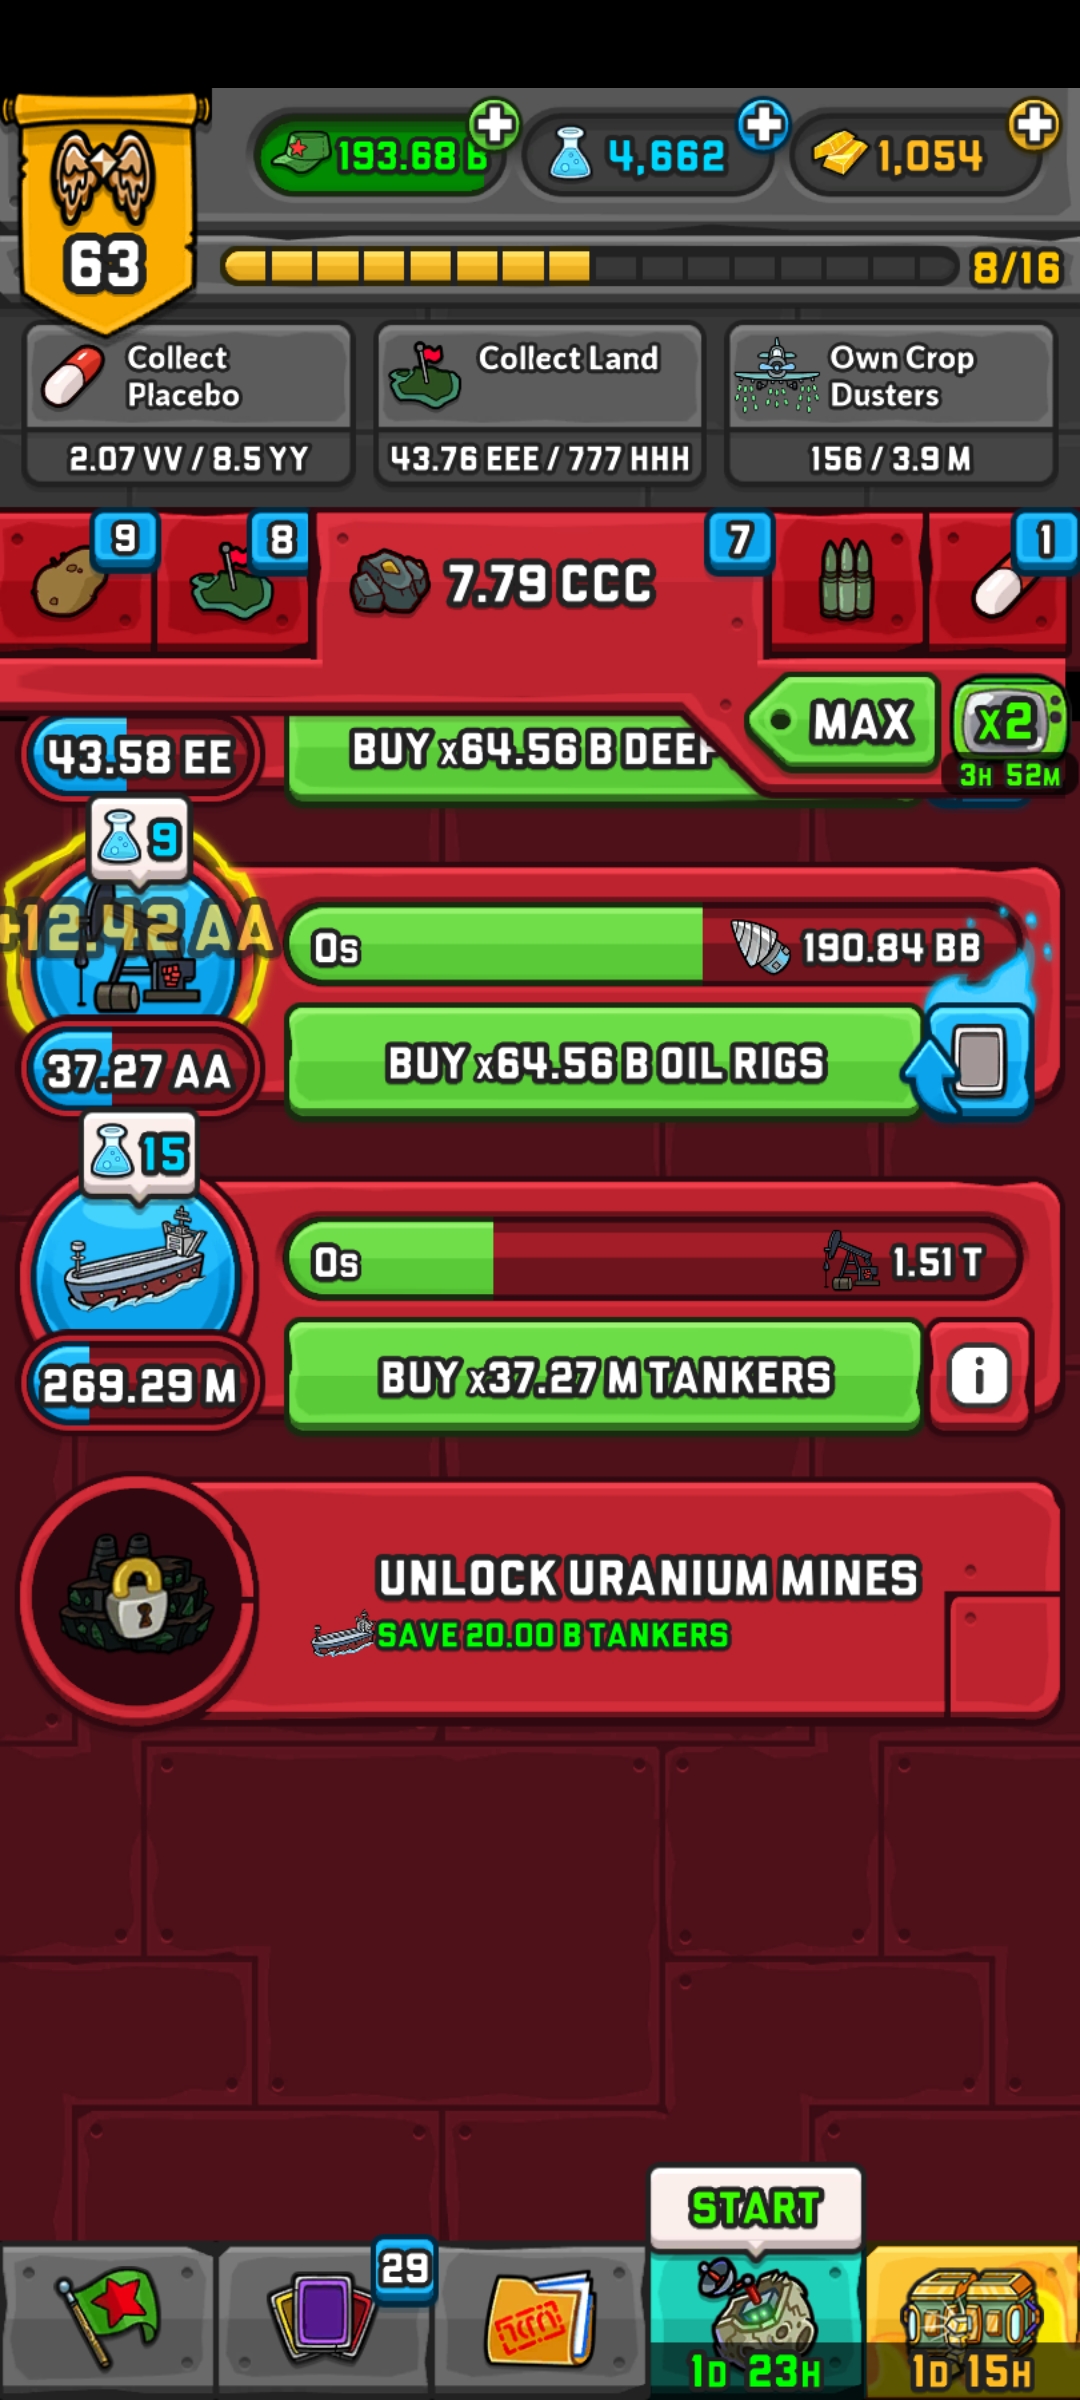 193.68 B
4,662
1,054
63
8/16
Collect
Placebo
2.07 VV / 8.5 YY
Collect Land
43.76 EEE / 777 HHH
Own Crop
Dusters
156 / 3.9 M
9
8
7.79 CCC
7
1
MAX
x2
3H 52M
43.58 EE
BUY x64.56 B DEEP
9
+12.42 AA
0s
190.84 BB
37.27 AA
BUY x64.56 B OIL RIGS
15
0s
1.51 T
269.29 M
BUY x37.27 M TANKERS
i
UNLOCK URANIUM MINES
SAVE 20.00 B TANKERS
START
29
1D 23H
1D 15H